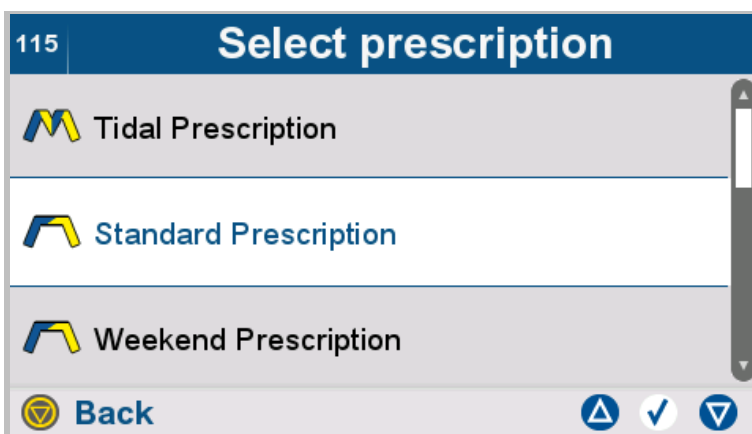 115
Select prescription
Tidal Prescription
Standard Prescription
Weekend Prescription
Back